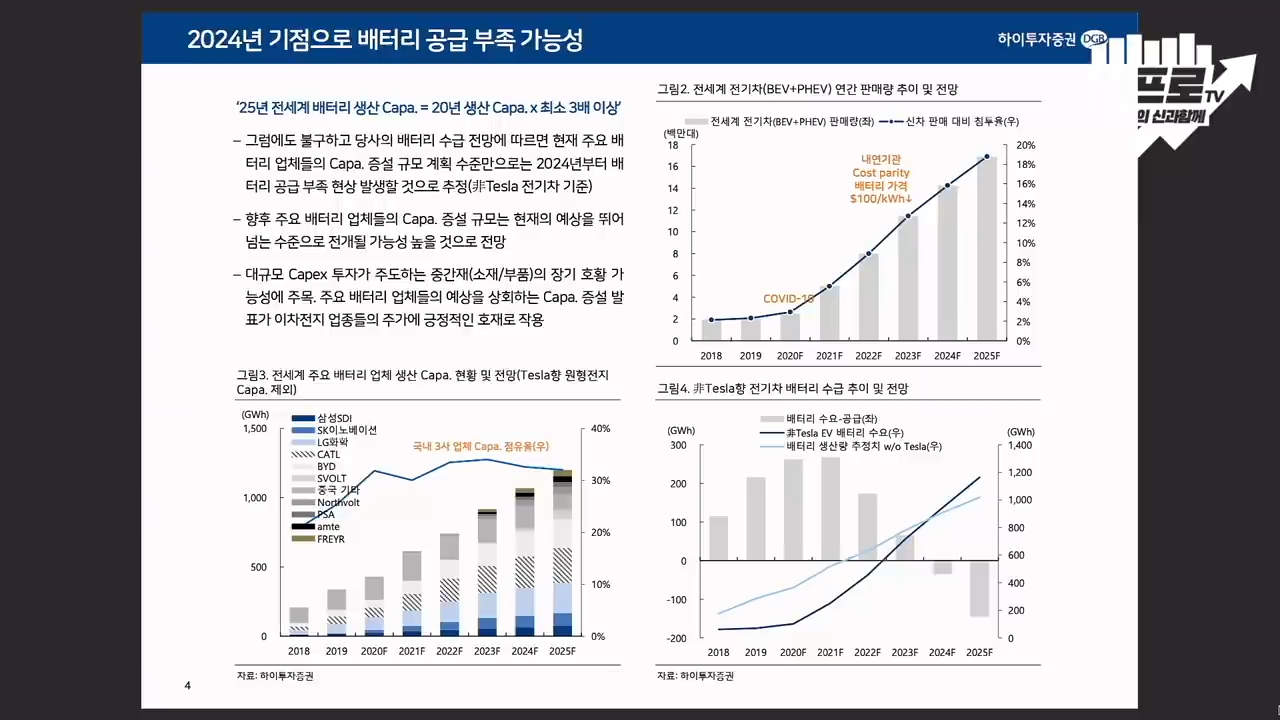 2024년 기점으로 배터리 공급 부족 가능성
하이투자증권 DGB
프로TV
의 신과함께
'25년 전세계 배터리 생산 Capa. = 20년 생산 Capa. x 최소 3배 이상'
– 그럼에도 불구하고 당사의 배터리 수급 전망에 따르면 현재 주요 배
터리 업체들의 Capa. 증설 규모 계획 수준만으로는 2024년부터 배
터리 공급 부족 현상 발생할 것으로 추정(非Tesla 전기차 기준)
– 향후 주요 배터리 업체들의 Capa. 증설 규모는 현재의 예상을 뛰어
넘는 수준으로 전개될 가능성 높을 것으로 전망
– 대규모 Capex 투자가 주도하는 중간재(소재/부품)의 장기 호황 가
능성에 주목. 주요 배터리 업체들의 예상을 상회하는 Capa. 증설 발
표가 이차전지 업종들의 주가에 긍정적인 호재로 작용
그림2. 전세계 전기차(BEV+PHEV) 연간 판매량 추이 및 전망
전세계 전기차(BEV+PHEV) 판매량(좌) 신차 판매 대비 침투율(우)
(백만대)
18
16
14
12
10
8
6
4
2
0
내연기관
Cost parity
배터리 가격
$100/kWh↓
COVID-19
20%
18%
16%
14%
12%
10%
8%
6%
4%
2%
0%
2018 2019 2020F 2021F 2022F 2023F 2024F 2025F
그림3. 전세계 주요 배터리 업체 생산 Capa. 현황 및 전망(Tesla향 원형전지
Capa. 제외)
(GWh)
1,500
1,000
500
0
삼성SDI
SK이노베이션
LG화학
CATL
BYD
SVOLT
중국 기타
Northvolt
PSA
amte
FREYR
국내 3사 업체 Capa. 점유율(우)
40%
30%
20%
10%
0%
2018 2019 2020F 2021F 2022F 2023F 2024F 2025F
자료: 하이투자증권
그림4. 非Tesla향 전기차 배터리 수급 추이 및 전망
배터리 수요-공급(좌)
非Tesla EV 배터리 수요(우)
배터리 생산량 추정치 w/o Tesla(우)
(GWh)
300
200
100
0
-100
-200
(GWh)
1,400
1,200
1,000
800
600
400
200
0
2018 2019 2020F 2021F 2022F 2023F 2024F 2025F
자료: 하이투자증권
4